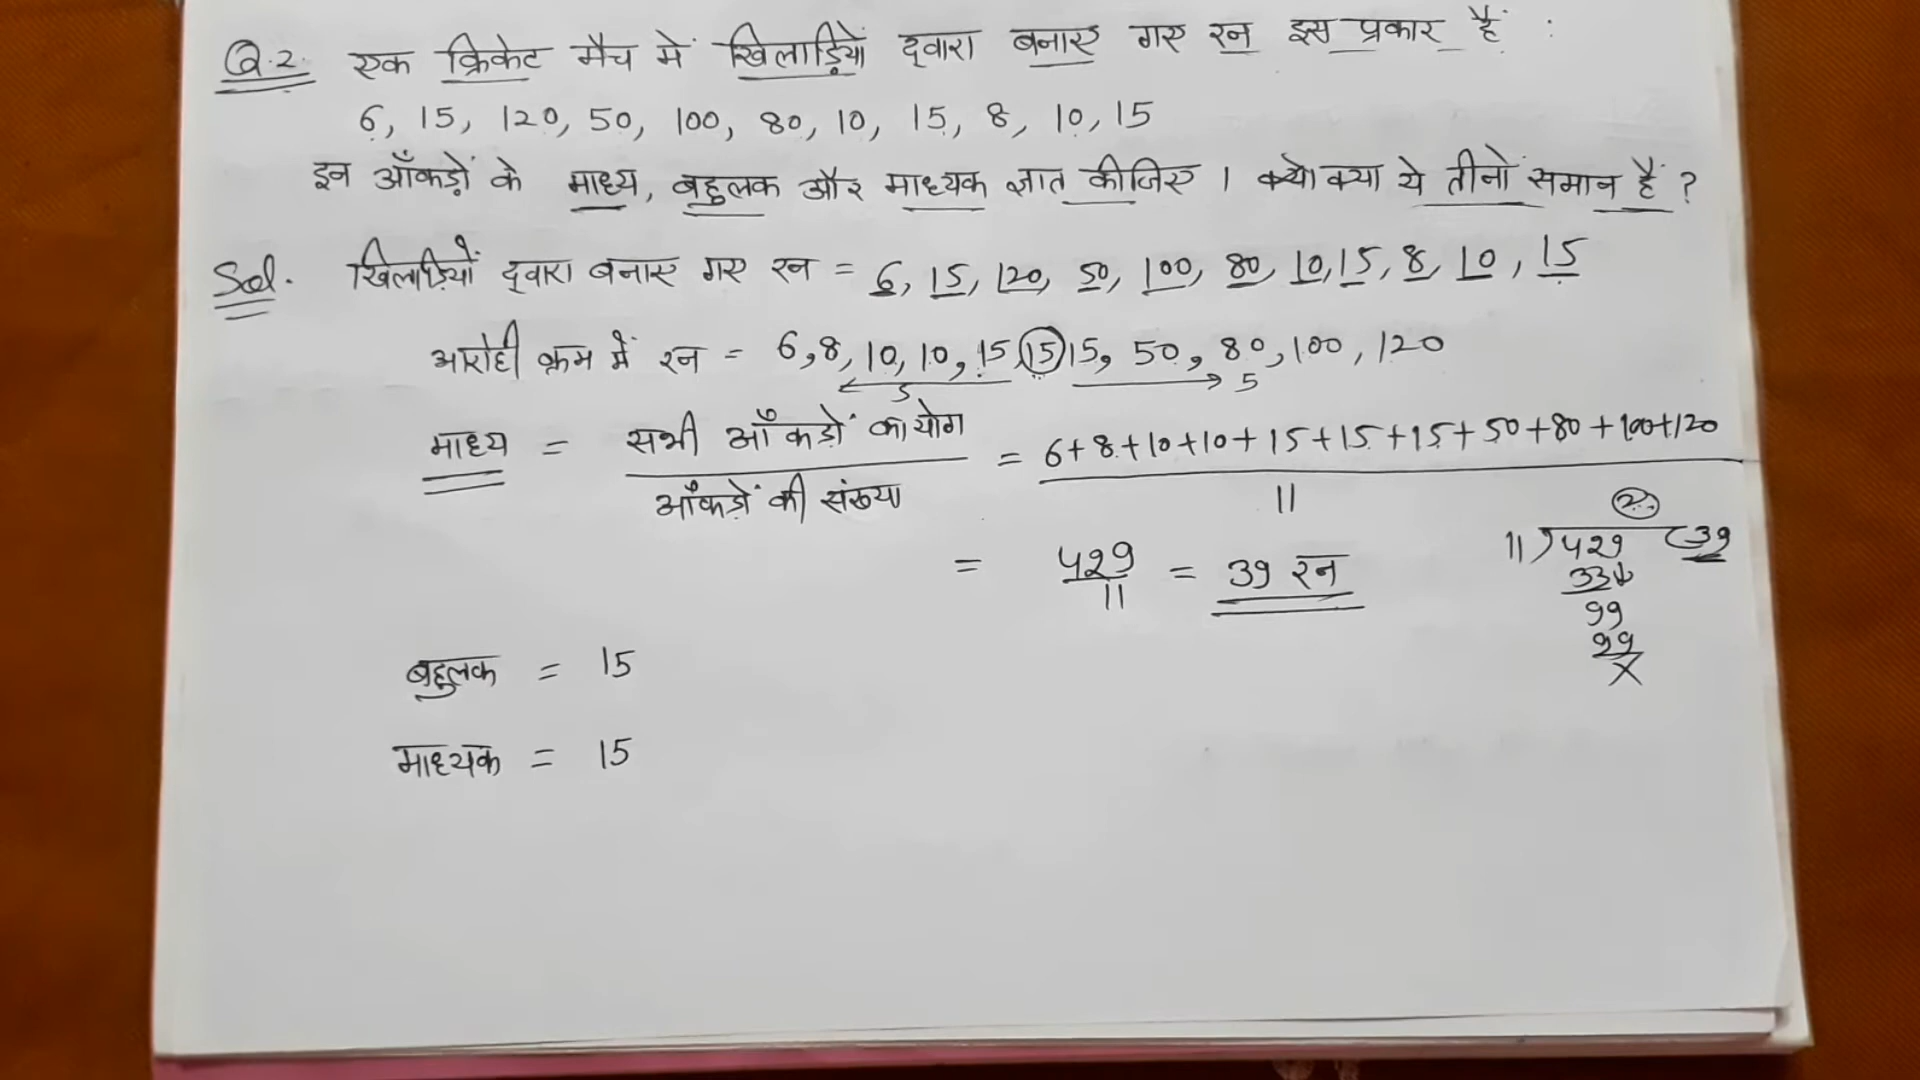 Q.2. एक क्रिकेट मैच में खिलाड़ियों द्वारा बनाए गए रन इस प्रकार हैं :
6, 15, 120, 50, 100, 80, 10, 15, 8, 10, 15
इन आँकड़ों के माध्य, बहुलक और माध्यक ज्ञात कीजिए । क्या ये तीनों समान हैं ?
Sol. खिलाड़ियों द्वारा बनाए गए रन = 6, 15, 120, 50, 100, 80, 10, 15, 8, 10, 15
आरोही क्रम में रन = 6, 8, 10, 10, 15, 15, 15, 50, 80, 100, 120
5 5
माध्य = सभी आँकड़ों का योग = 6+8+10+10+15+15+15+50+80+100+120
आँकड़ों की संख्या 11
2
= 429 = 39 रन 11)429(39
11 33↓
99
99
×
बहुलक = 15
माध्यक = 15